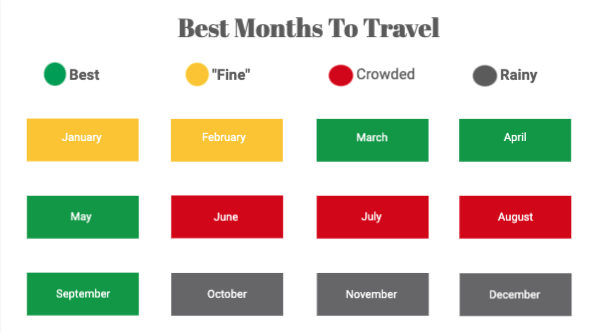 Best Months To Travel
Best "Fine" Crowded Rainy
January February March April
May June July August
September October November December